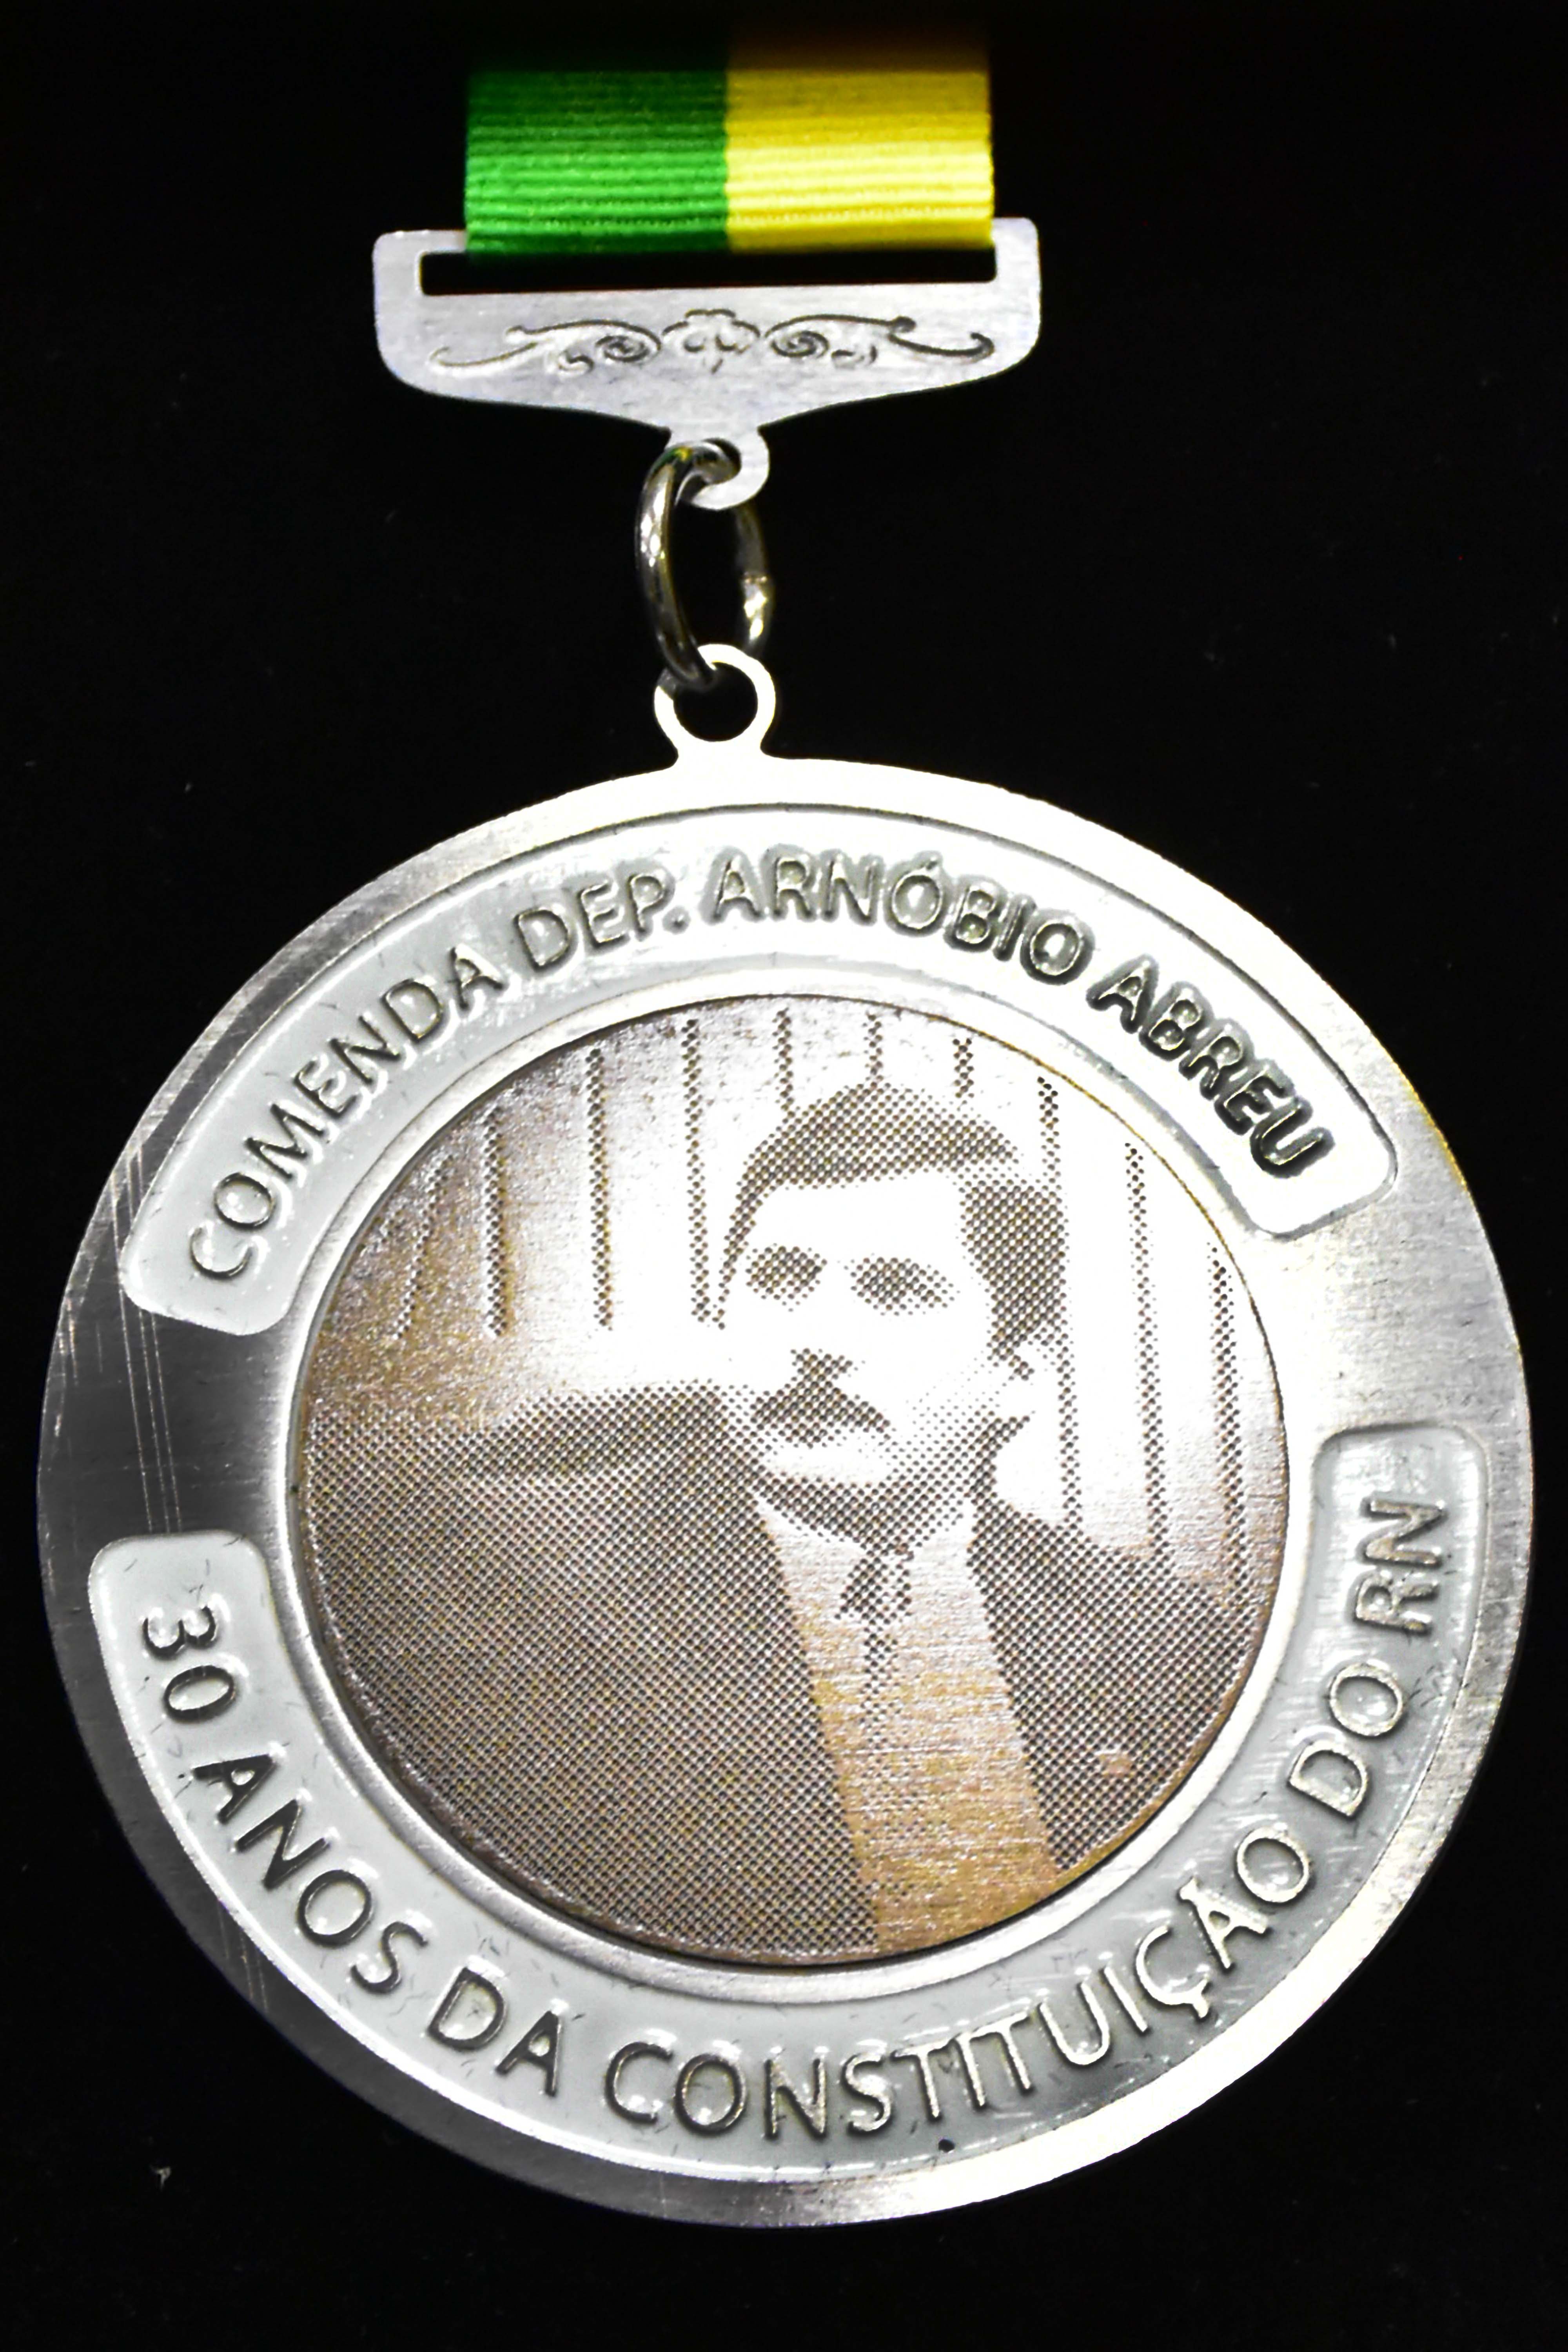 COMENDA DEP. ARNÓBIO ABREU
30 ANOS DA CONSTITUIÇÃO DO RN